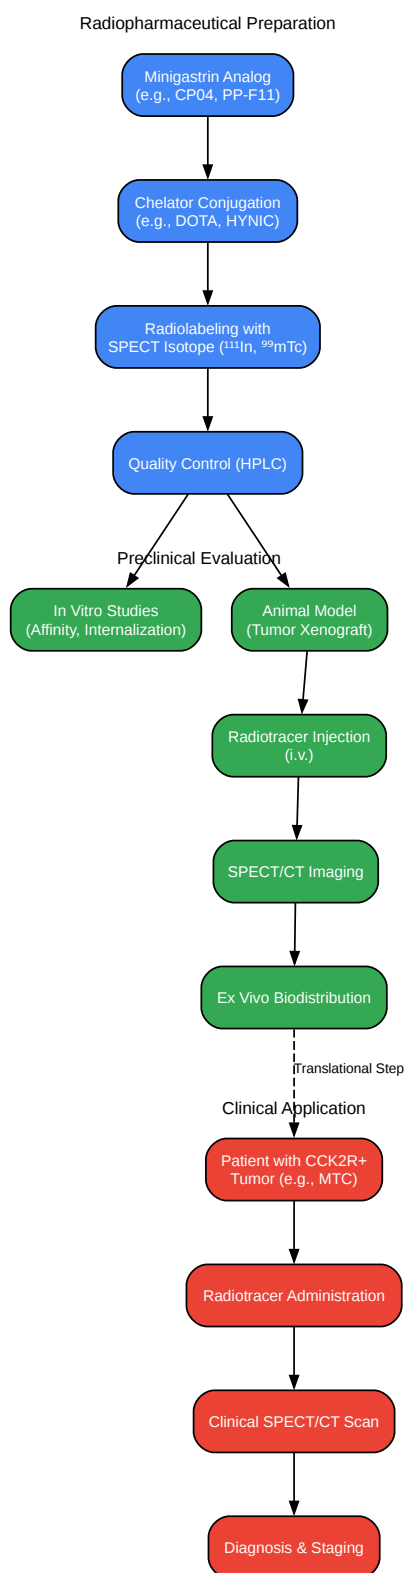 Radiopharmaceutical Preparation
Minigastrin Analog
(e.g., CP04, PP-F11)
Chelator Conjugation
(e.g., DOTA, HYNIC)
Radiolabeling with
SPECT Isotope (¹¹¹In, ⁹⁹mTc)
Quality Control (HPLC)
Preclinical Evaluation
In Vitro Studies
(Affinity, Internalization)
Animal Model
(Tumor Xenograft)
Radiotracer Injection
(i.v.)
SPECT/CT Imaging
Ex Vivo Biodistribution
Translational Step
Clinical Application
Patient with CCK2R+
Tumor (e.g., MTC)
Radiotracer Administration
Clinical SPECT/CT Scan
Diagnosis & Staging